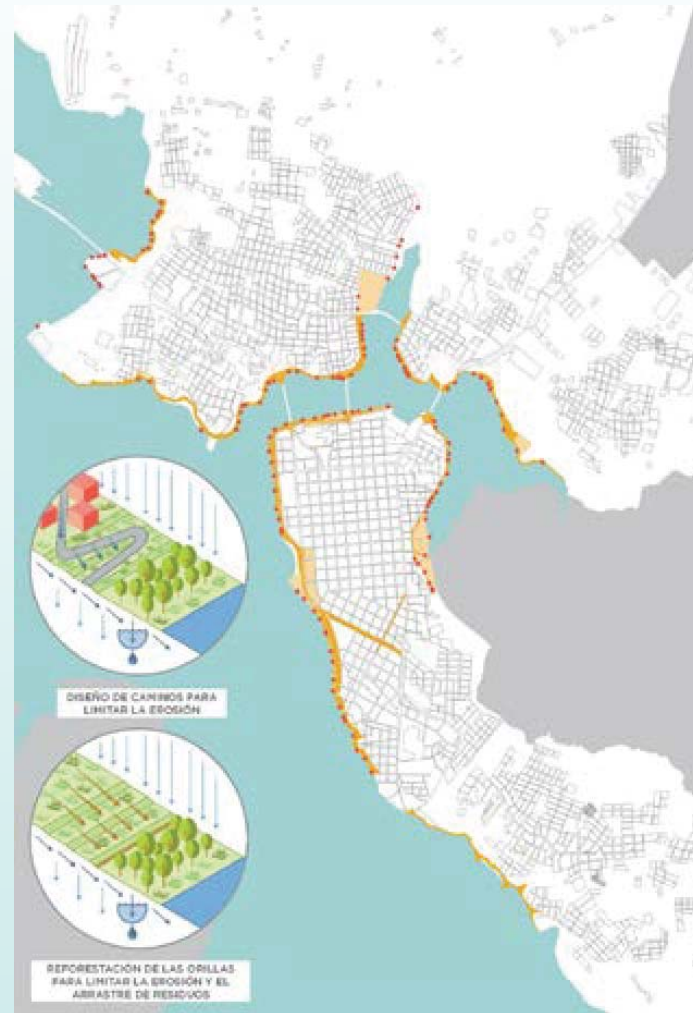 DISEÑO DE CAMINOS PARA
LIMITAR LA EROSIÓN
REFORESTACIÓN DE LAS ORILLAS
PARA LIMITAR LA EROSIÓN Y EL
ARRASTRE DE RESIDUOS